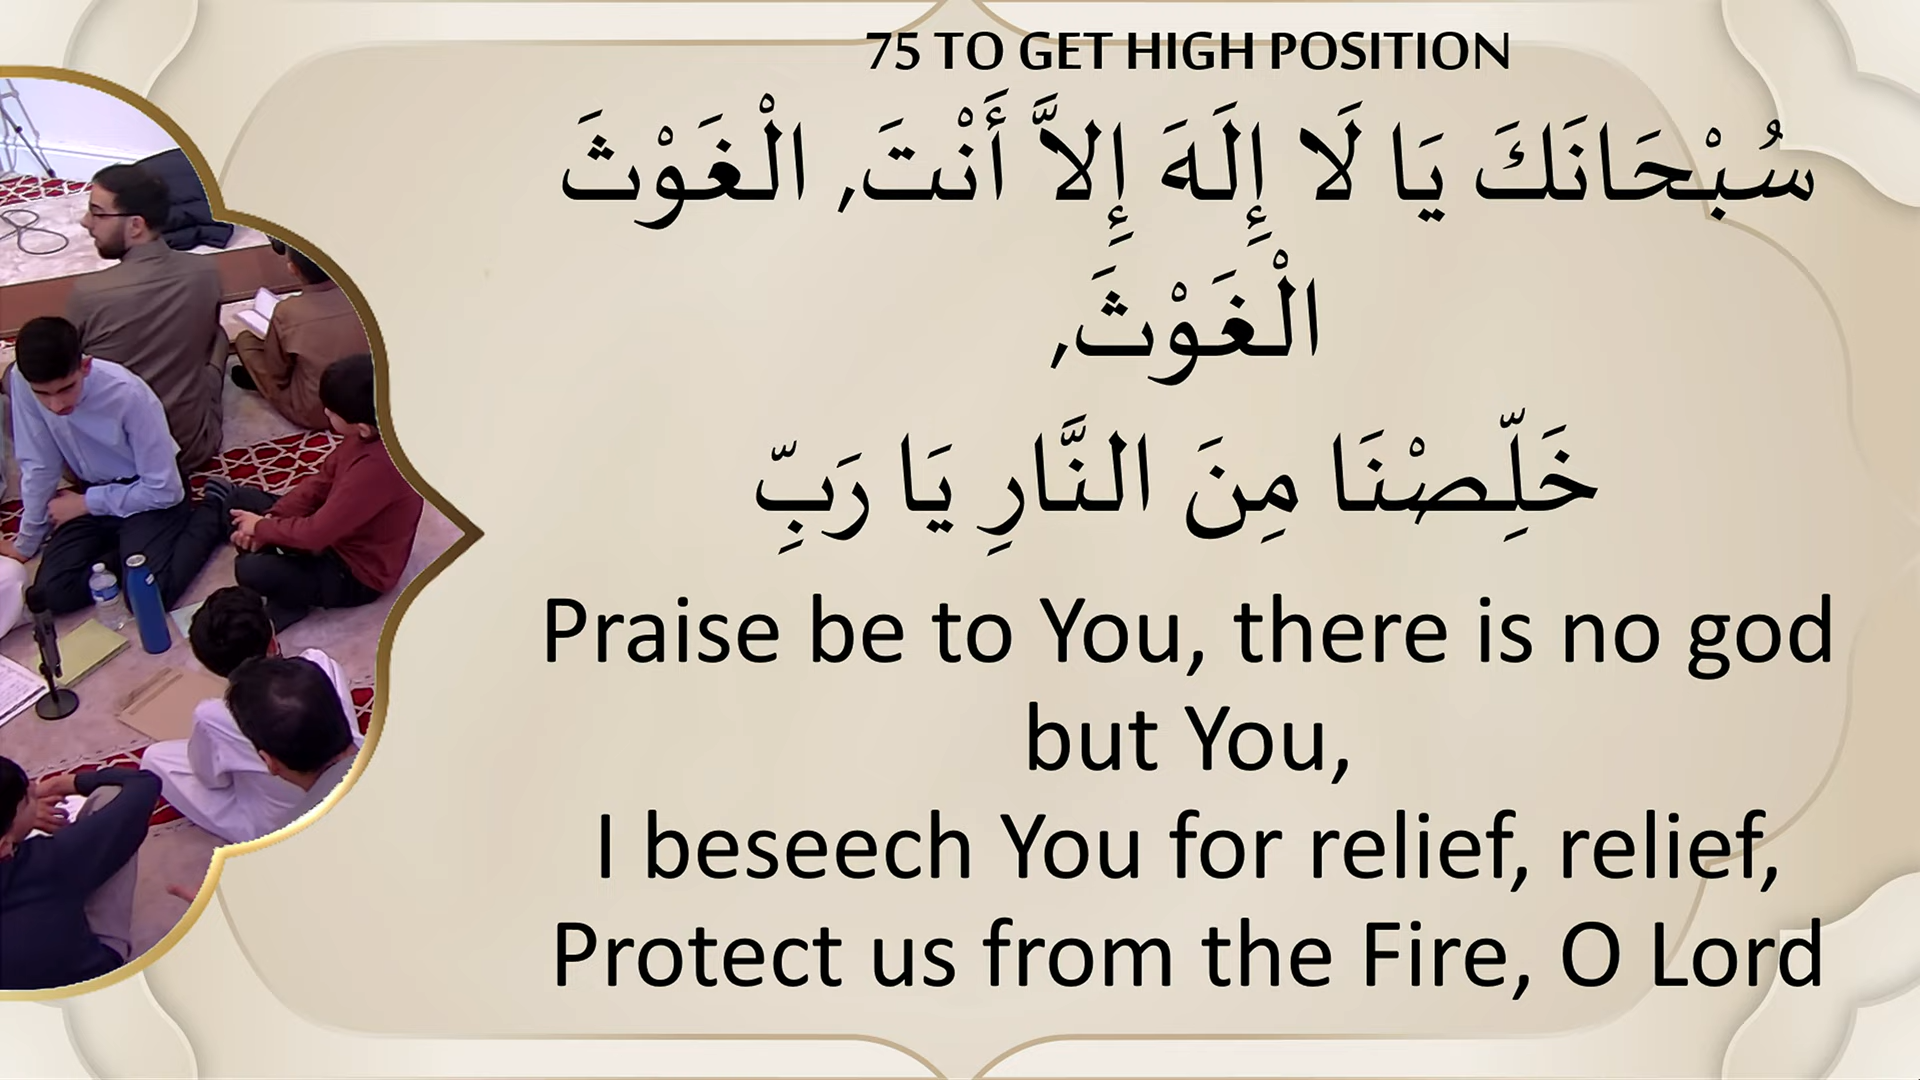 75 TO GET HIGH POSITION
سُبْحَانَكَ يَا لَا إِلَهَ إِلاَّ أَنْتَ, الْغَوْثَ
الْغَوْثَ,
خَلِّصْنَا مِنَ النَّارِ يَا رَبِّ
Praise be to You, there is no god
but You,
I beseech You for relief, relief,
Protect us from the Fire, O Lord